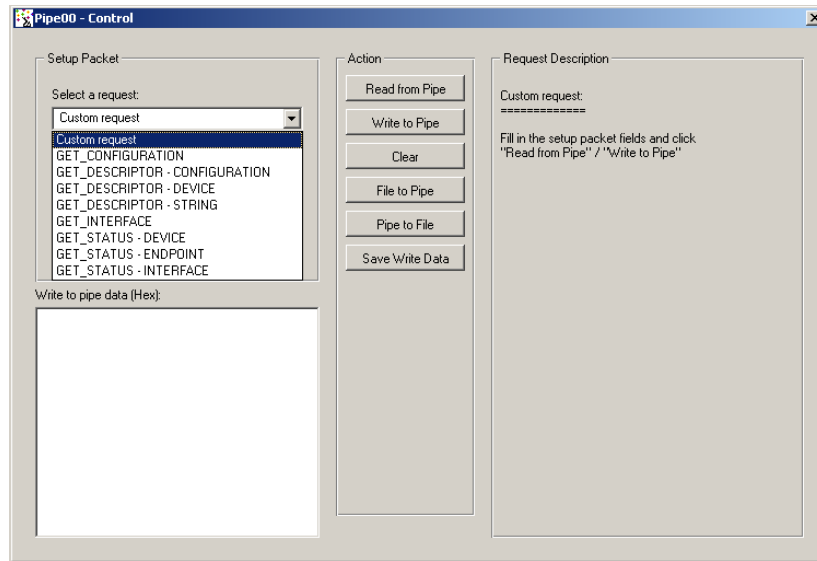 Pipe00 - Control
Setup Packet
Select a request:
Custom request
Custom request
GET_CONFIGURATION
GET_DESCRIPTOR - CONFIGURATION
GET_DESCRIPTOR - DEVICE
GET_DESCRIPTOR - STRING
GET_INTERFACE
GET_STATUS - DEVICE
GET_STATUS - ENDPOINT
GET_STATUS - INTERFACE
Write to pipe data (Hex):
Action
Read from Pipe
Write to Pipe
Clear
File to Pipe
Pipe to File
Save Write Data
Request Description
Custom request:
=============
Fill in the setup packet fields and click
"Read from Pipe" / "Write to Pipe"